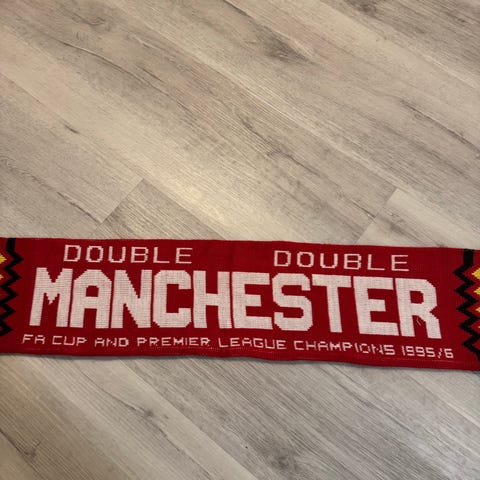 DOUBLE DOUBLE
MANCHESTER
FA CUP AND PREMIER LEAGUE CHAMPIONS 1995/6